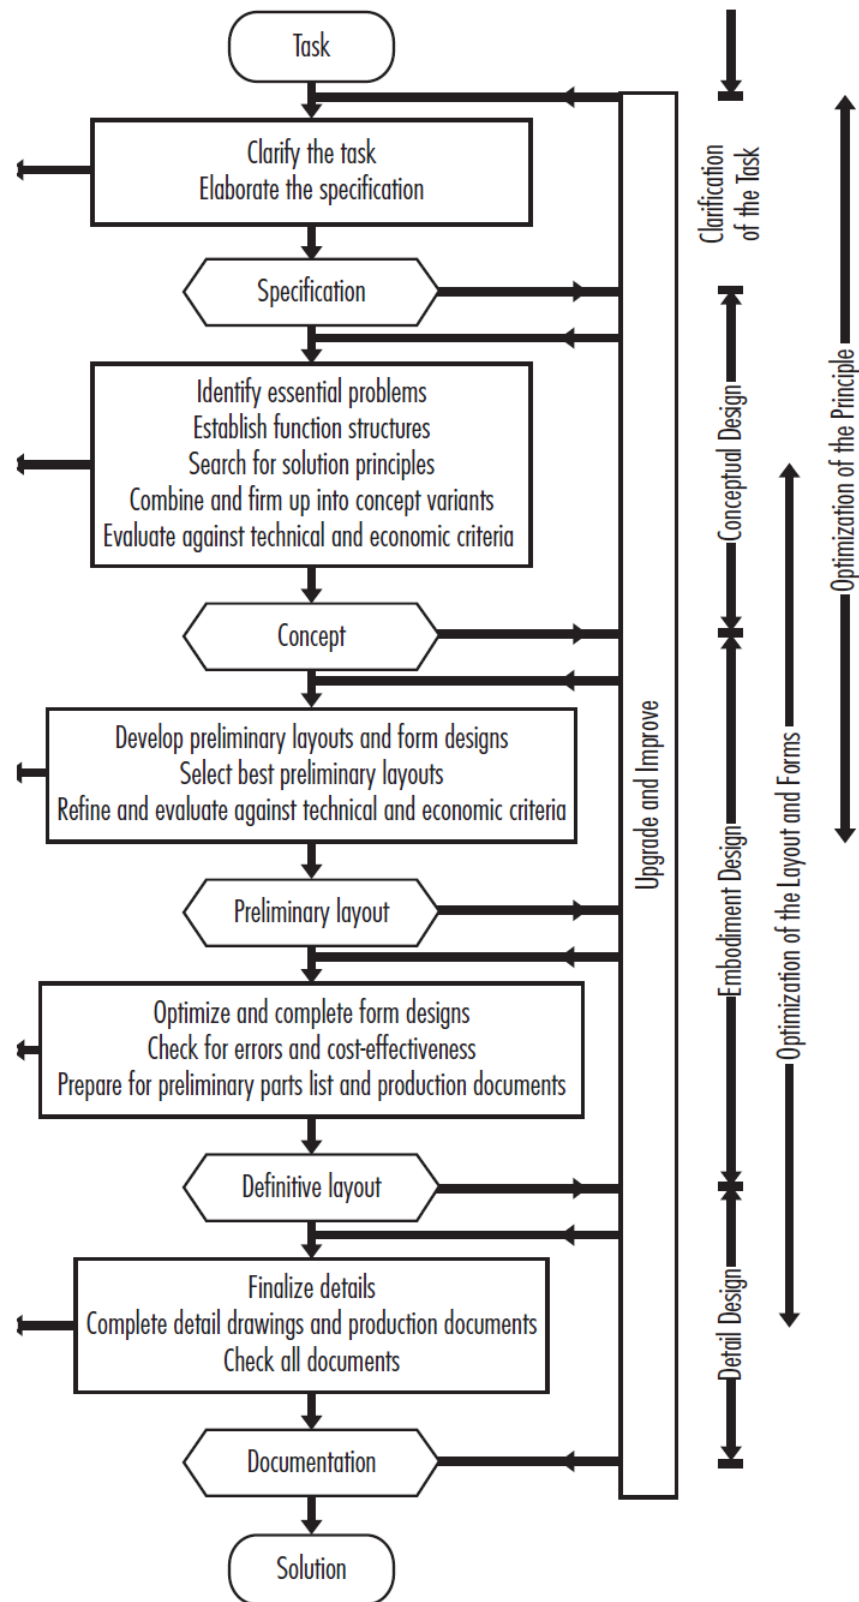 Task
Clarify the task
Elaborate the specification
Specification
Identify essential problems
Establish function structures
Search for solution principles
Combine and firm up into concept variants
Evaluate against technical and economic criteria
Concept
Develop preliminary layouts and form designs
Select best preliminary layouts
Refine and evaluate against technical and economic criteria
Preliminary layout
Optimize and complete form designs
Check for errors and cost-effectiveness
Prepare for preliminary parts list and production documents
Definitive layout
Finalize details
Complete detail drawings and production documents
Check all documents
Documentation
Solution
Upgrade and Improve
Clarification
of the Task
Conceptual Design
Embodiment Design
Detail Design
Optimization of the Layout and Forms
Optimization of the Principle